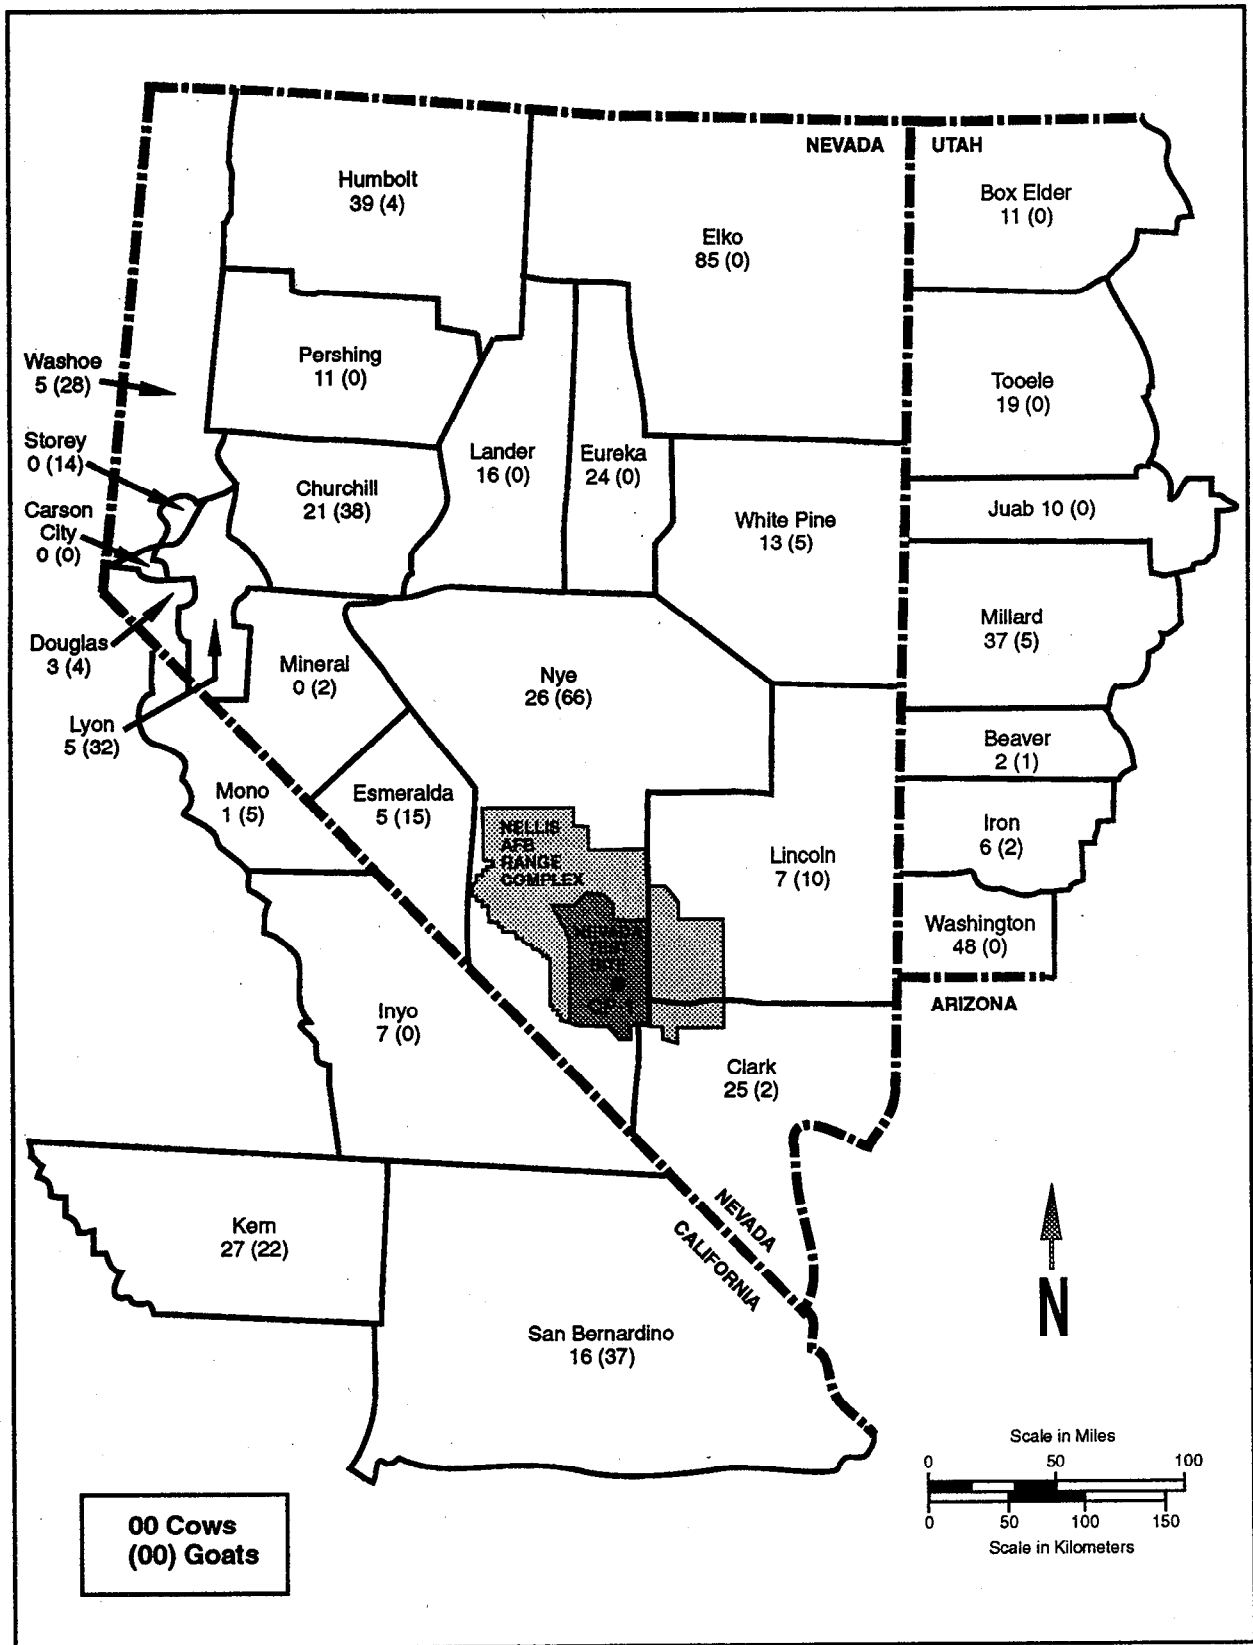 NEVADA
UTAH
Humbolt
39 (4)
Box Elder
11 (0)
Elko
85 (0)
Washoe
5 (28)
Pershing
11 (0)
Tooele
19 (0)
Storey
0 (14)
Lander
16 (0)
Eureka
24 (0)
Churchill
21 (38)
Carson
City
0 (0)
White Pine
13 (5)
Juab 10 (0)
Douglas
3 (4)
Millard
37 (5)
Mineral
0 (2)
Nye
26 (66)
Lyon
5 (32)
Beaver
2 (1)
Mono
1 (5)
Esmeralda
5 (15)
NELLIS
AFB
RANGE
COMPLEX
Iron
6 (2)
Lincoln
7 (10)
Washington
48 (0)
NEVADA
TEST
SITE
CP-1
ARIZONA
Inyo
7 (0)
Clark
25 (2)
NEVADA
CALIFORNIA
Kern
27 (22)
N
San Bernardino
16 (37)
Scale in Miles
0 50 100
0 50 100 150
Scale in Kilometers
00 Cows
(00) Goats